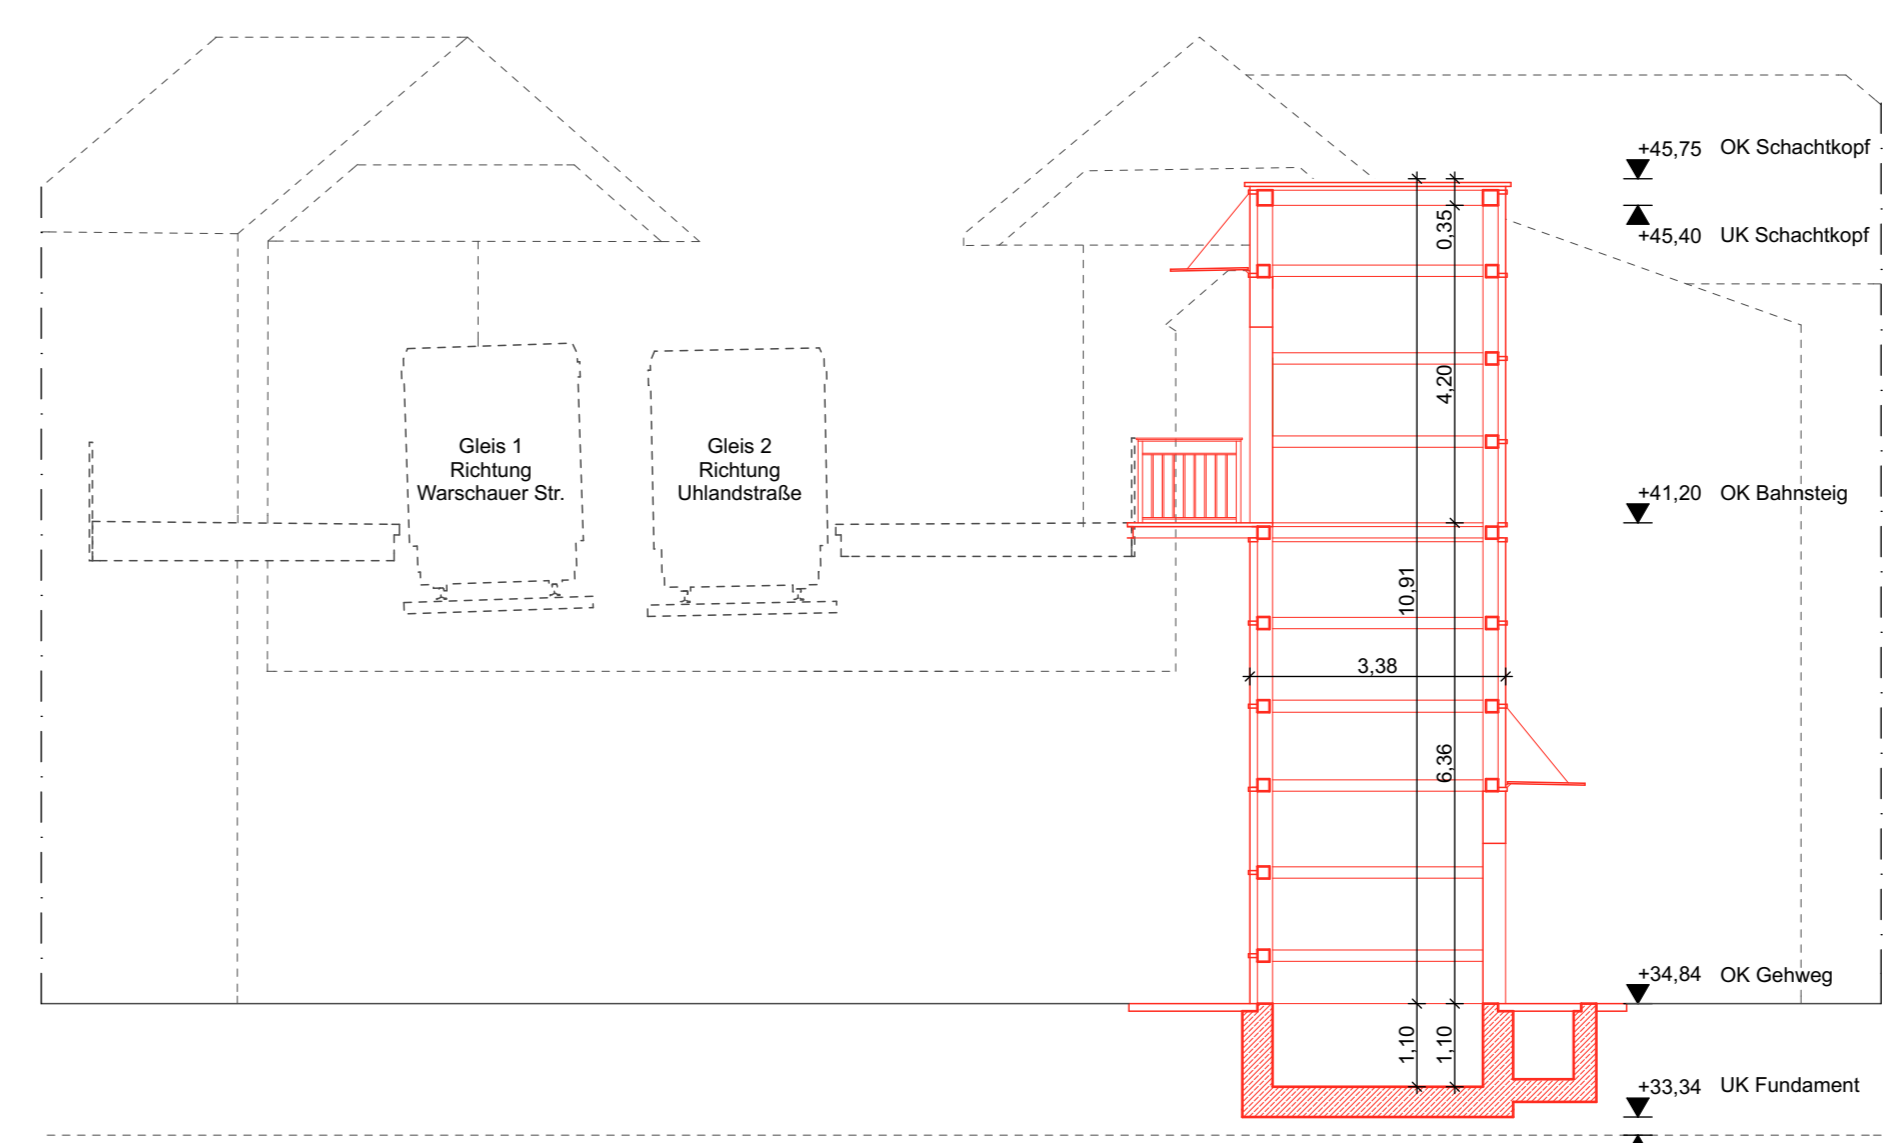 +45,75 OK Schachtkopf
+45,40 UK Schachtkopf
0,35
4,20
Gleis 1
Richtung
Warschauer Str.
Gleis 2
Richtung
Uhlandstraße
+41,20 OK Bahnsteig
10,91
3,38
6,36
+34,84 OK Gehweg
1,10
1,10
+33,34 UK Fundament